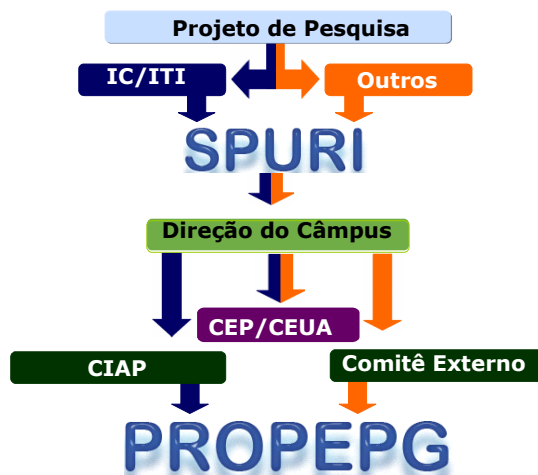 Projeto de Pesquisa
IC/ITI
Outros
SPURI
Direção do Câmpus
CEP/CEUA
CIAP
Comitê Externo
PROPEPG